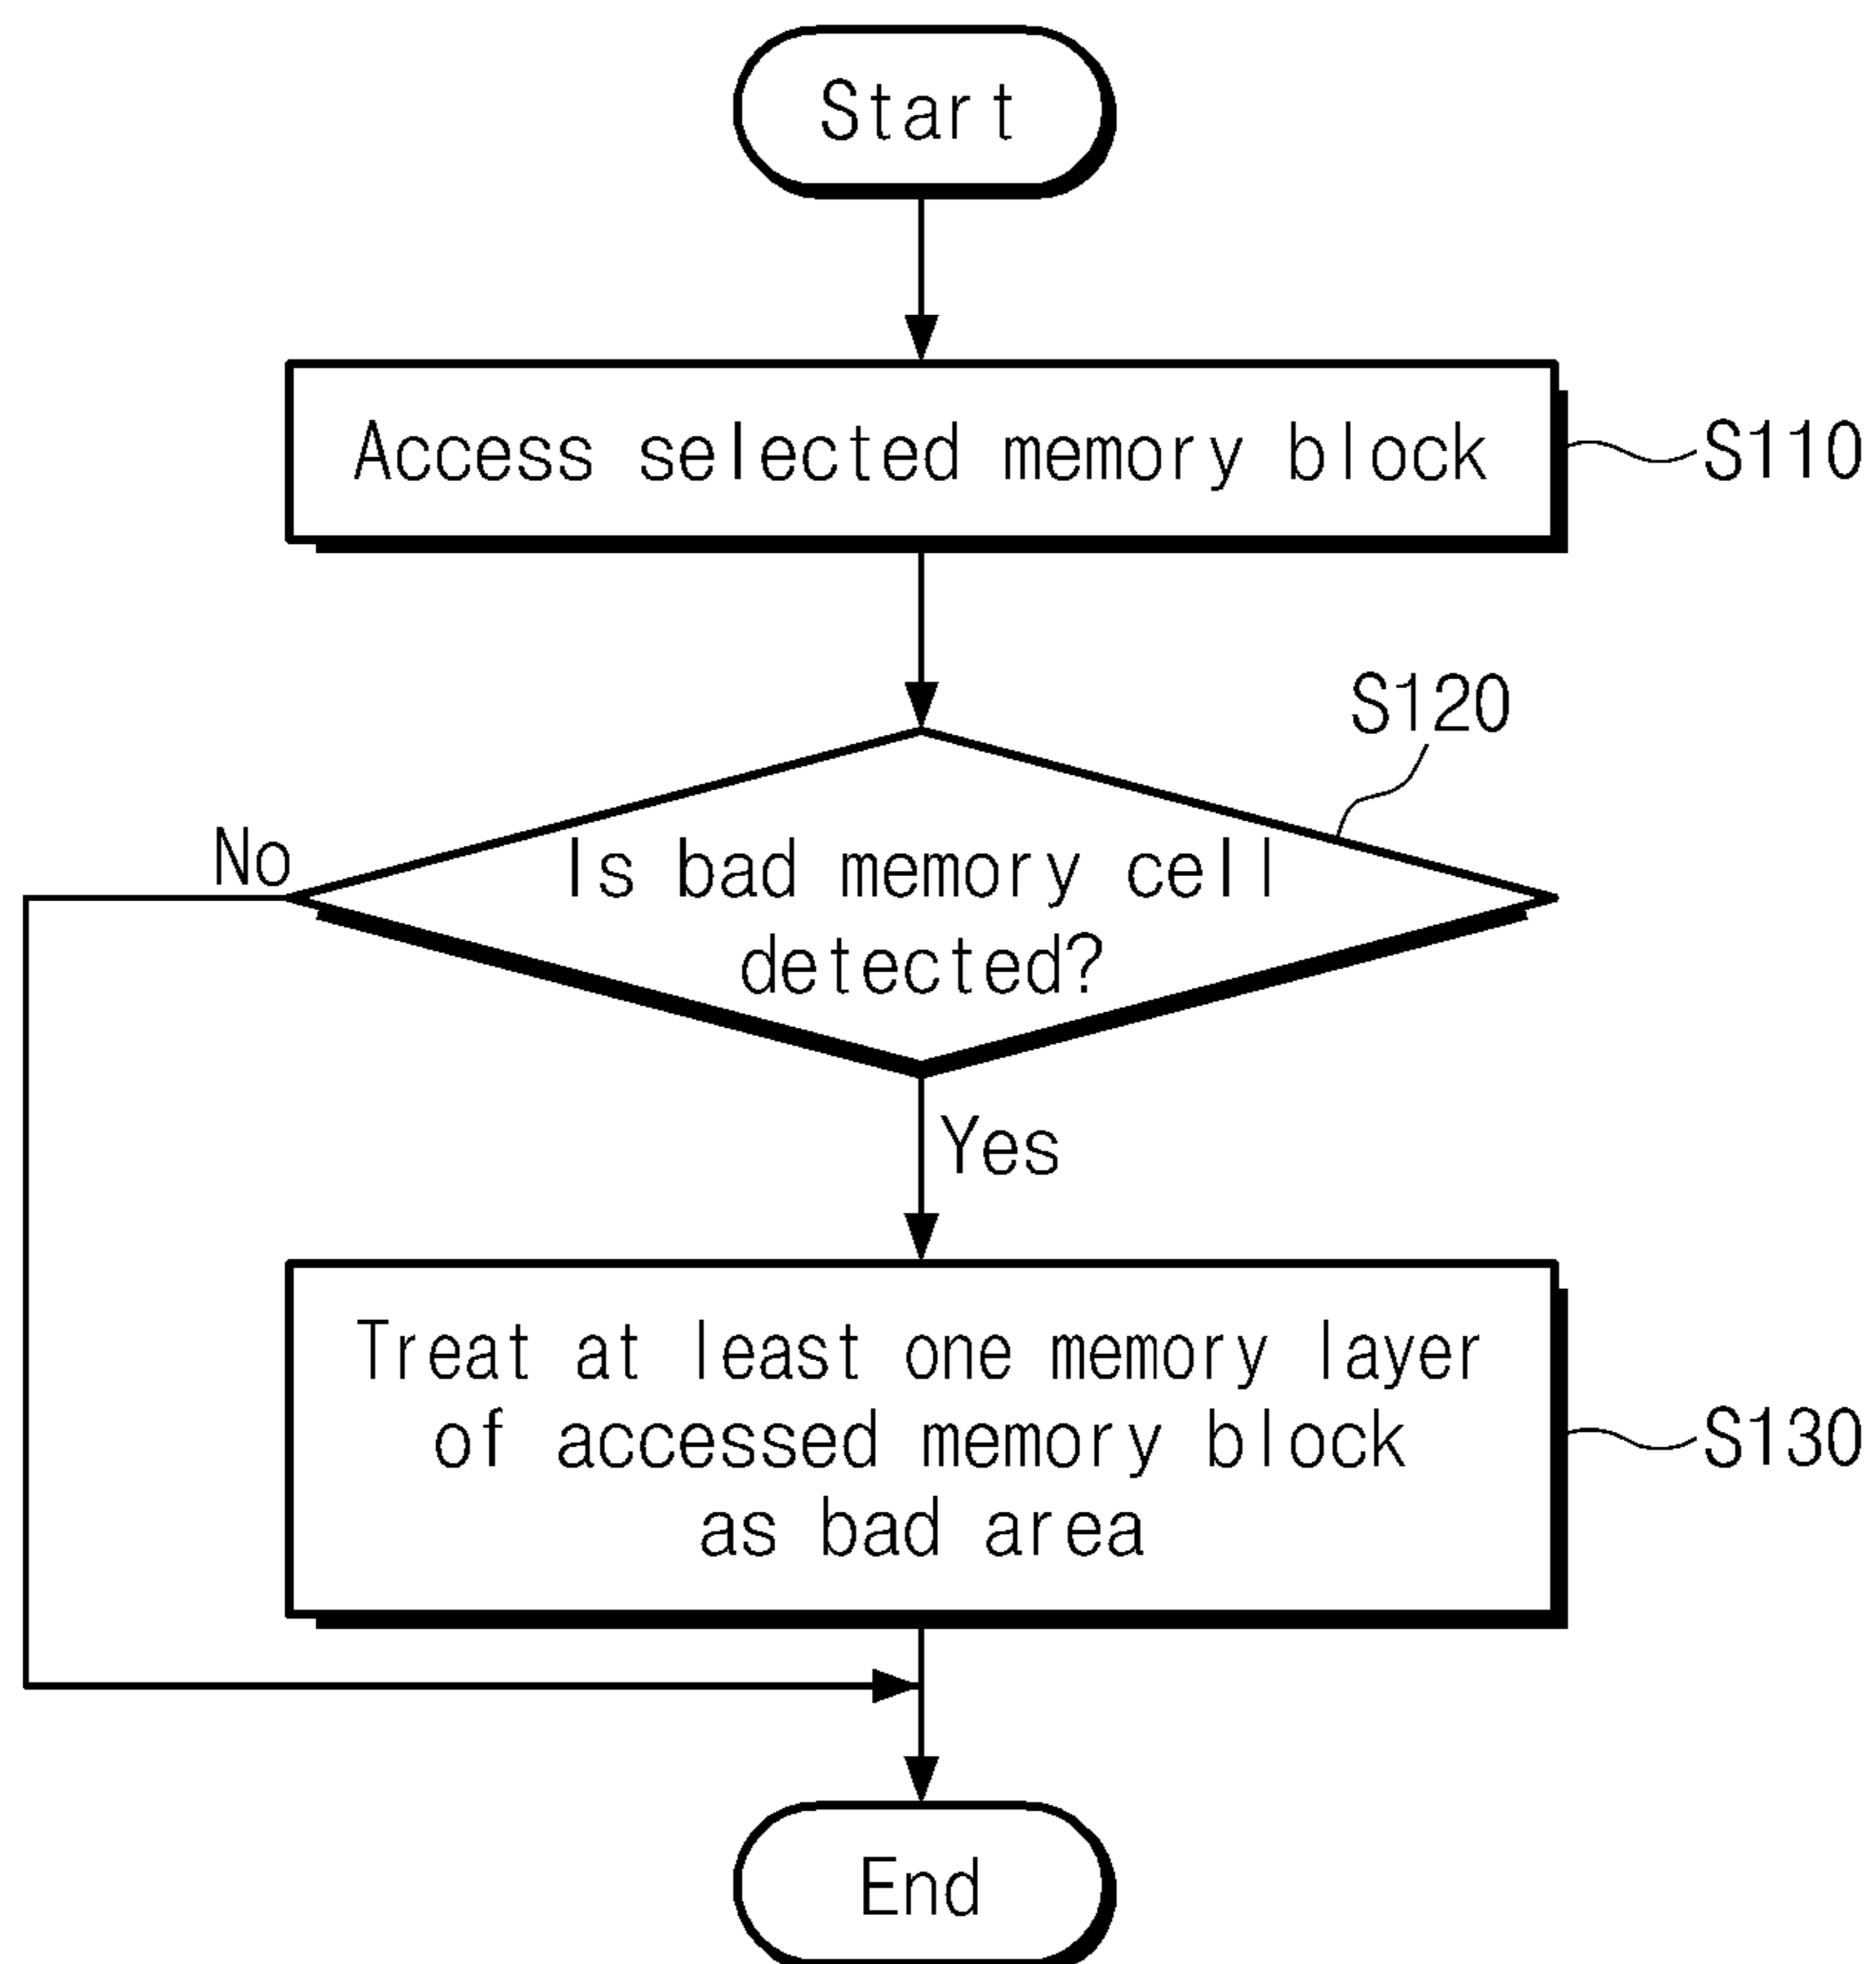 Start
Access selected memory block
S110
S120
No
Is bad memory cell
detected?
Yes
Treat at least one memory layer
of accessed memory block
as bad area
S130
End